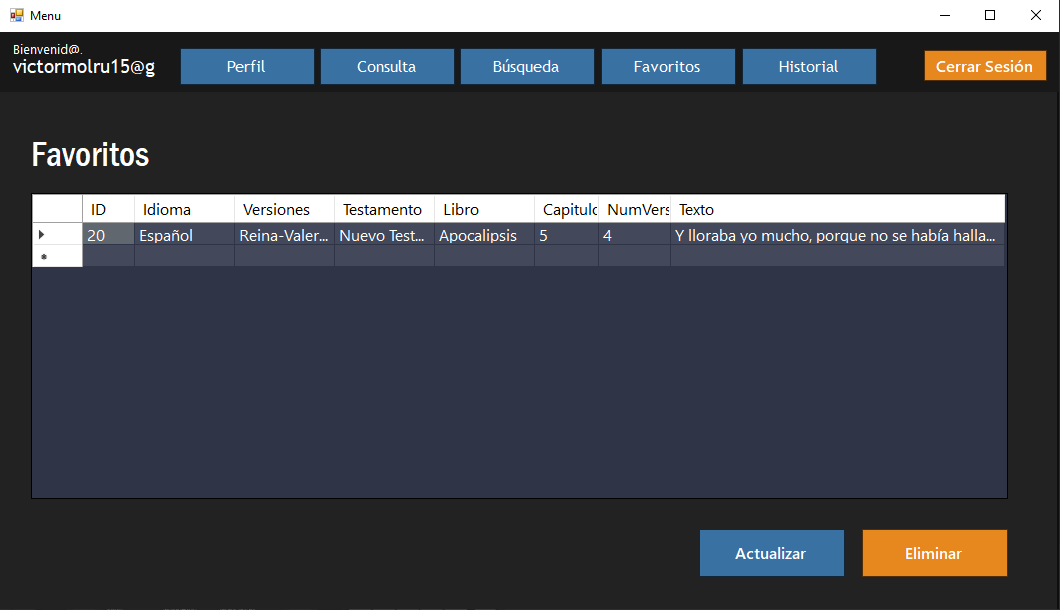 Menu
Bienvenid@.
victormolru15@g
Perfil
Consulta
Búsqueda
Favoritos
Historial
Cerrar Sesión
Favoritos
ID Idioma Versiones Testamento Libro Capitulo NumVers Texto
20 Español Reina-Valer... Nuevo Test... Apocalipsis 5 4 Y lloraba yo mucho, porque no se había halla...
Actualizar
Eliminar